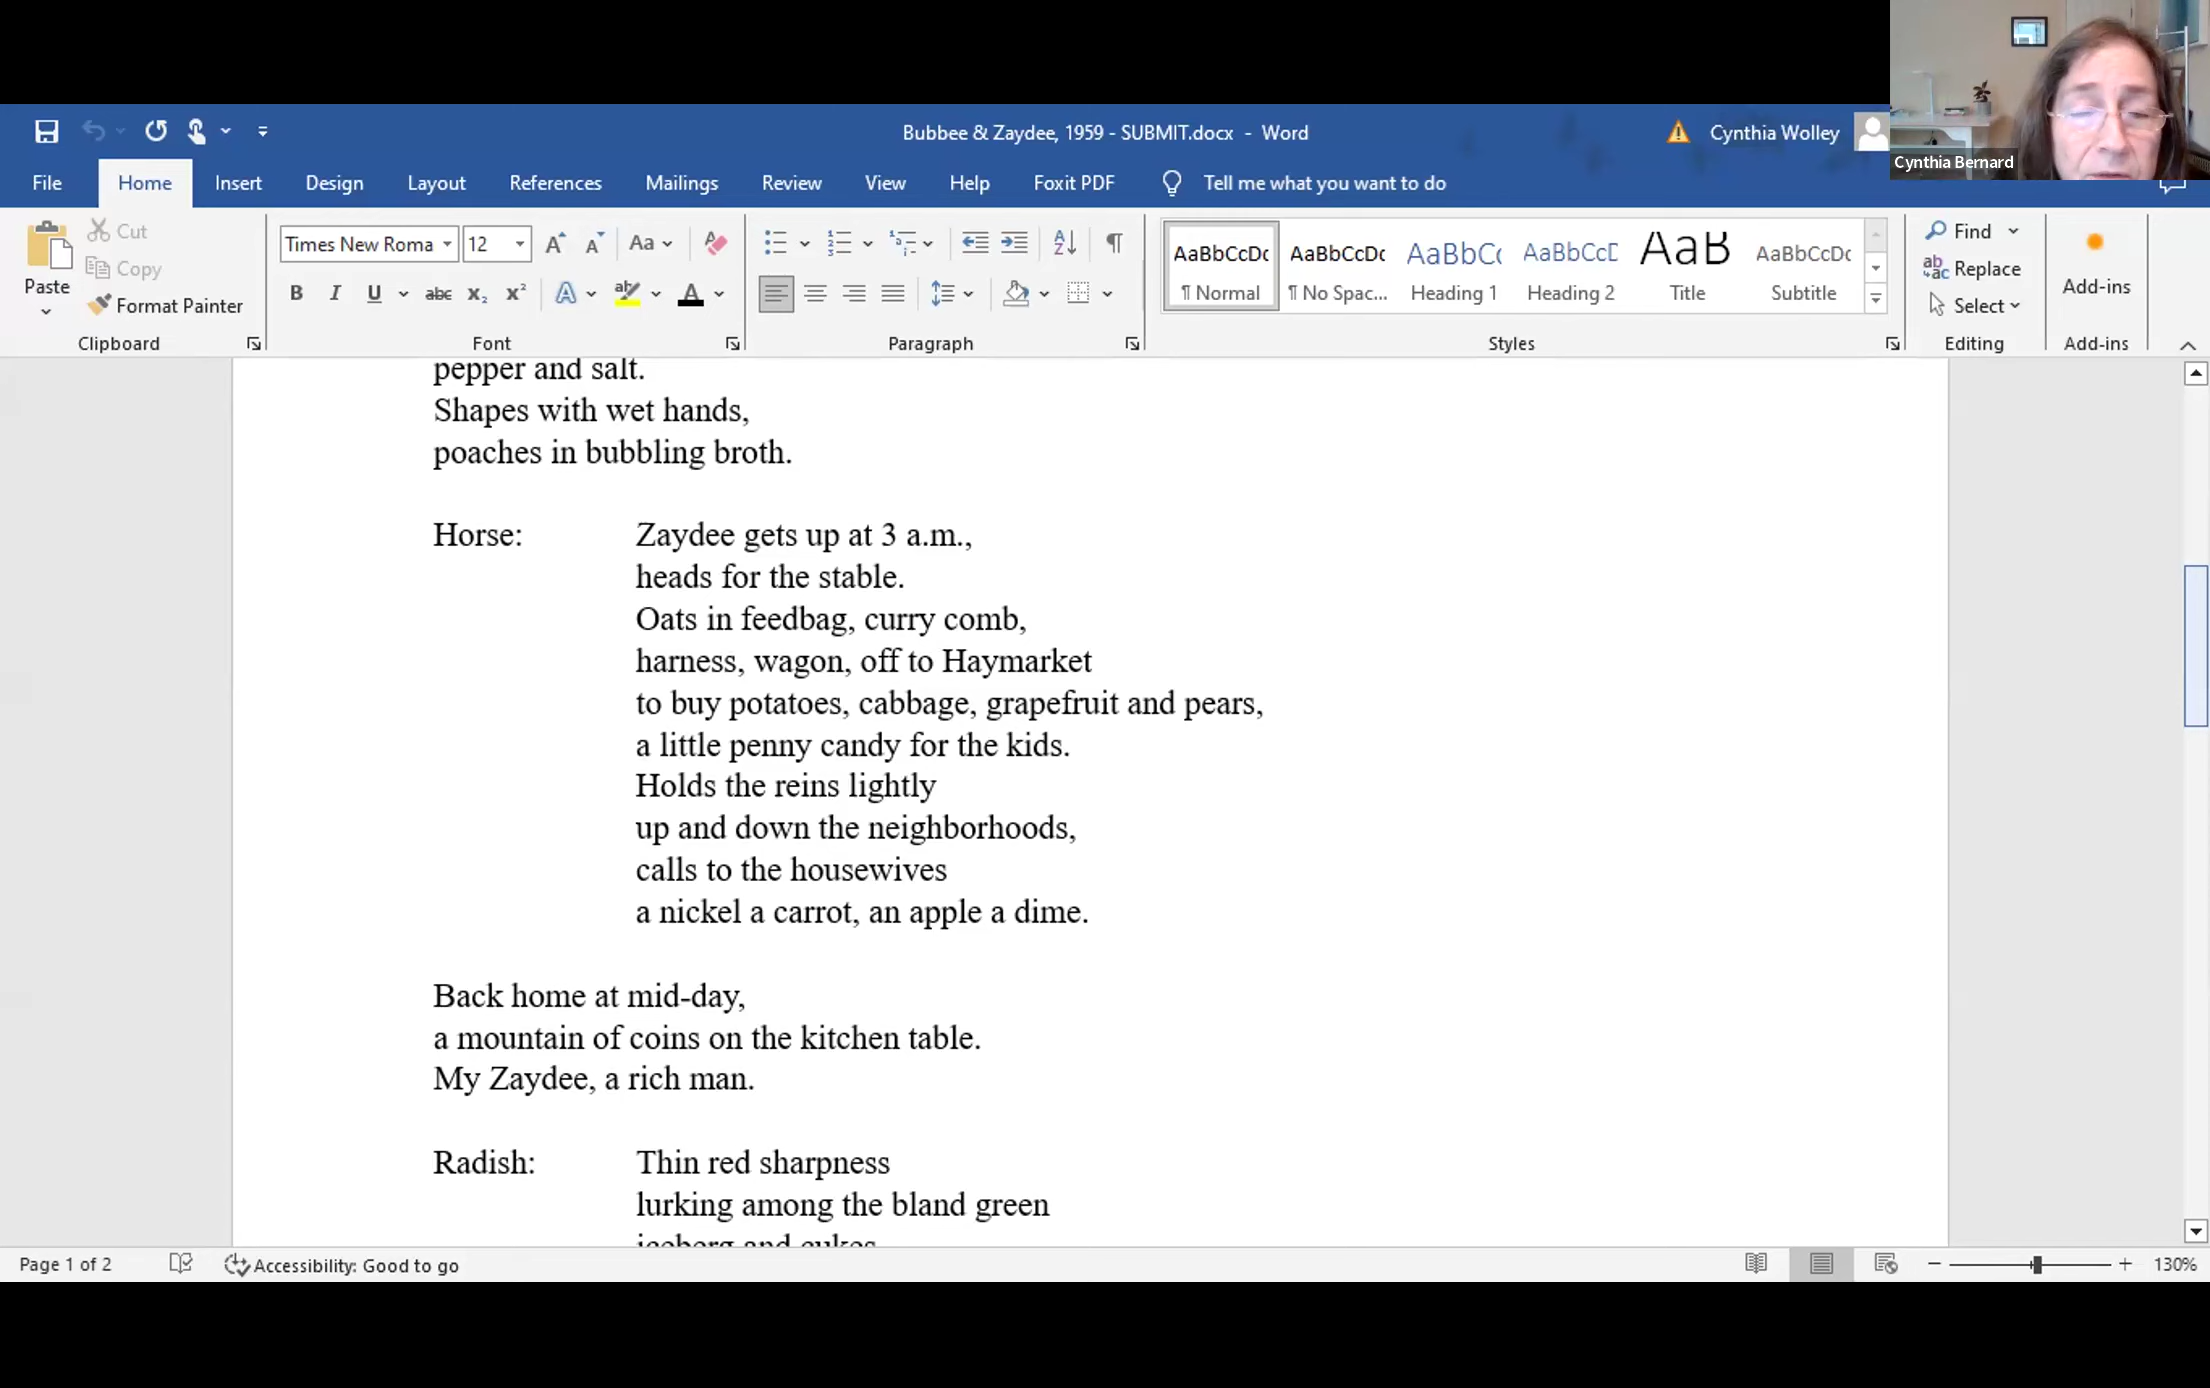 Bubbee & Zaydee, 1959 - SUBMIT.docx - Word
Cynthia Wolley
Cynthia Bernard
File Home Insert Design Layout References Mailings Review View Help Foxit PDF Tell me what you want to do
Paste
Cut
Copy
Format Painter
Clipboard
Times New Roma 12
Font
Paragraph
AaBbCcDc AaBbCcDc AaBbC AaBbCcD AaB AaBbCcDc
¶ Normal ¶ No Spac... Heading 1 Heading 2 Title Subtitle
Styles
Find
Replace
Select
Editing
Add-ins
Add-ins
pepper and salt.
Shapes with wet hands,
poaches in bubbling broth.
Horse: Zaydee gets up at 3 a.m.,
heads for the stable.
Oats in feedbag, curry comb,
harness, wagon, off to Haymarket
to buy potatoes, cabbage, grapefruit and pears,
a little penny candy for the kids.
Holds the reins lightly
up and down the neighborhoods,
calls to the housewives
a nickel a carrot, an apple a dime.
Back home at mid-day,
a mountain of coins on the kitchen table.
My Zaydee, a rich man.
Radish: Thin red sharpness
lurking among the bland green
iceberg and cukes
Page 1 of 2 Accessibility: Good to go 130%